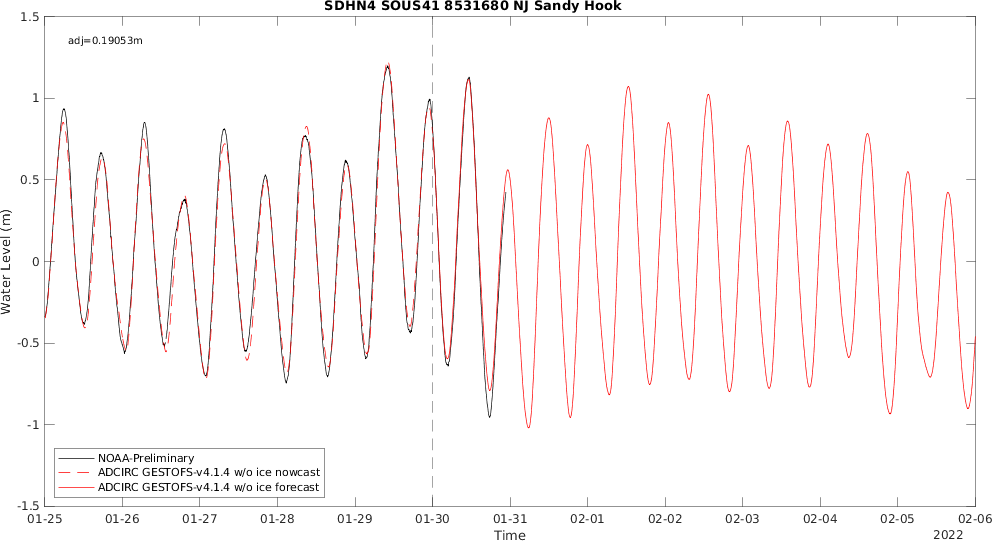 SDHN4 SOUS41 8531680 NJ Sandy Hook
adj=0.19053m
Water Level (m)
1.5
1
0.5
0
-0.5
-1
-1.5
NOAA-Preliminary
ADCIRC GESTOFS-v4.1.4 w/o ice nowcast
ADCIRC GESTOFS-v4.1.4 w/o ice forecast
01-25 01-26 01-27 01-28 01-29 01-30 01-31 02-01 02-02 02-03 02-04 02-05 02-06
Time
2022